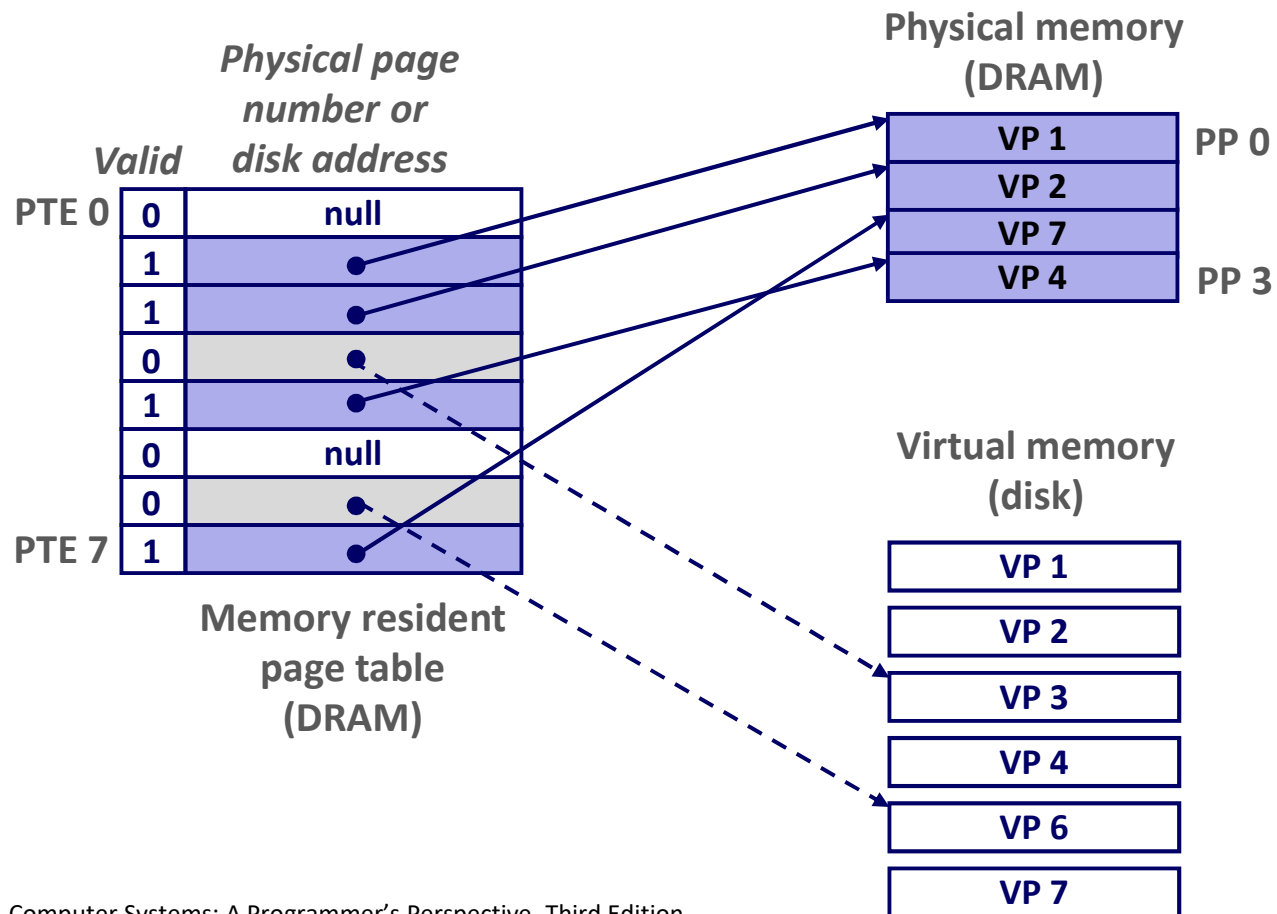 Physical page
number or
disk address
Valid
PTE 0
0
null
1
1
0
1
0
null
0
PTE 7
1
Memory resident
page table
(DRAM)
Physical memory
(DRAM)
VP 1
PP 0
VP 2
VP 7
VP 4
PP 3
Virtual memory
(disk)
VP 1
VP 2
VP 3
VP 4
VP 6
VP 7
Computer Systems: A Programmer's Perspective, Third Edition